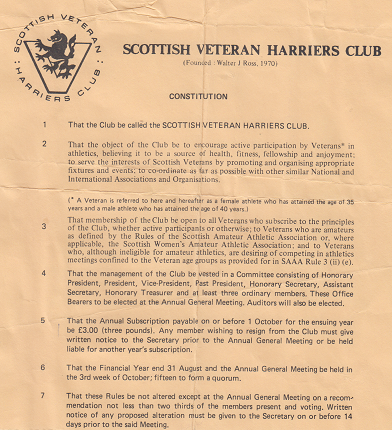 SCOTTISH VETERAN
HARRIERS CLUB
SCOTTISH VETERAN HARRIERS CLUB
(Founded : Walter J Ross, 1970)
CONSTITUTION
1 That the Club be called the SCOTTISH VETERAN HARRIERS CLUB.
2 That the object of the Club be to encourage active participation by Veterans* in
athletics, believing it to be a source of health, fitness, fellowship and enjoyment;
to serve the interests of Scottish Veterans by promoting and organising appropriate
fixtures and events; to co-ordinate as far as possible with other similar National and
International Associations and Organisations.
(* A Veteran is referred to here and hereafter as a female athlete who has attained the age of 35
years and a male athlete who has attained the age of 40 years.)
3 That membership of the Club be open to all Veterans who subscribe to the principles
of the Club, whether active participants or otherwise; to Veterans who are amateurs
as defined by the Rules of the Scottish Amateur Athletic Association or, where
applicable, the Scottish Women's Amateur Athletic Association; and to Veterans
who, although ineligible for amateur athletics, are desiring of competing in athletics
meetings confined to the Veteran age groups as provided for in SAAA Rule 3 (ii) (e).
4 That the management of the Club be vested in a Committee consisting of Honorary
President, President, Vice-President, Past President, Honorary Secretary, Assistant
Secretary, Honorary Treasurer and at least three ordinary members. These Office
Bearers to be elected at the Annual General Meeting. Auditors will also be elected.
5 That the Annual Subscription payable on or before 1 October for the ensuing year
be £3.00 (three pounds). Any member wishing to resign from the Club must give
written notice to the Secretary prior to the Annual General Meeting or be held
liable for another year's subscription.
6 That the Financial Year end 31 August and the Annual General Meeting be held in
the 3rd week of October; fifteen to form a quorum.
7 That these Rules be not altered except at the Annual General Meeting on a recom-
mendation not less than two thirds of the members present and voting. Written
notice of any proposed alteration must be given to the Secretary on or before 14
days prior to the said Meeting.